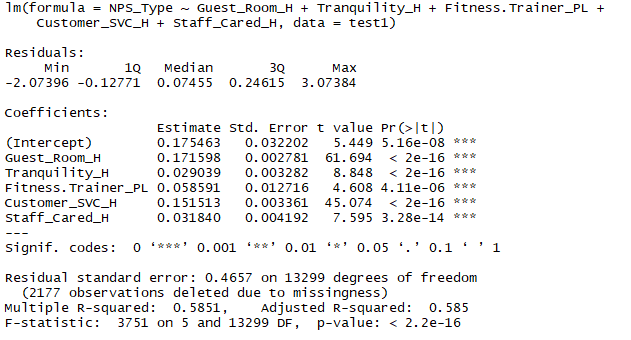 lm(formula = NPS_Type ~ Guest_Room_H + Tranquility_H + Fitness.Trainer_PL +
    Customer_SVC_H + Staff_Cared_H, data = test1)
Residuals:
     Min       1Q   Median       3Q      Max
-2.07396 -0.12771  0.07455  0.24615  3.07384
Coefficients:
                   Estimate Std. Error t value Pr(>|t|)
(Intercept)        0.175463   0.032202   5.449 5.16e-08 ***
Guest_Room_H       0.171598   0.002781  61.694  < 2e-16 ***
Tranquility_H      0.029039   0.003282   8.848  < 2e-16 ***
Fitness.Trainer_PL 0.058591   0.012716   4.608 4.11e-06 ***
Customer_SVC_H     0.151513   0.003361  45.074  < 2e-16 ***
Staff_Cared_H      0.031840   0.004192   7.595 3.28e-14 ***
---
Signif. codes:  0 ‘***’ 0.001 ‘**’ 0.01 ‘*’ 0.05 ‘.’ 0.1 ‘ ’ 1
Residual standard error: 0.4657 on 13299 degrees of freedom
  (2177 observations deleted due to missingness)
Multiple R-squared:  0.5851,    Adjusted R-squared:  0.585
F-statistic:  3751 on 5 and 13299 DF,  p-value: < 2.2e-16